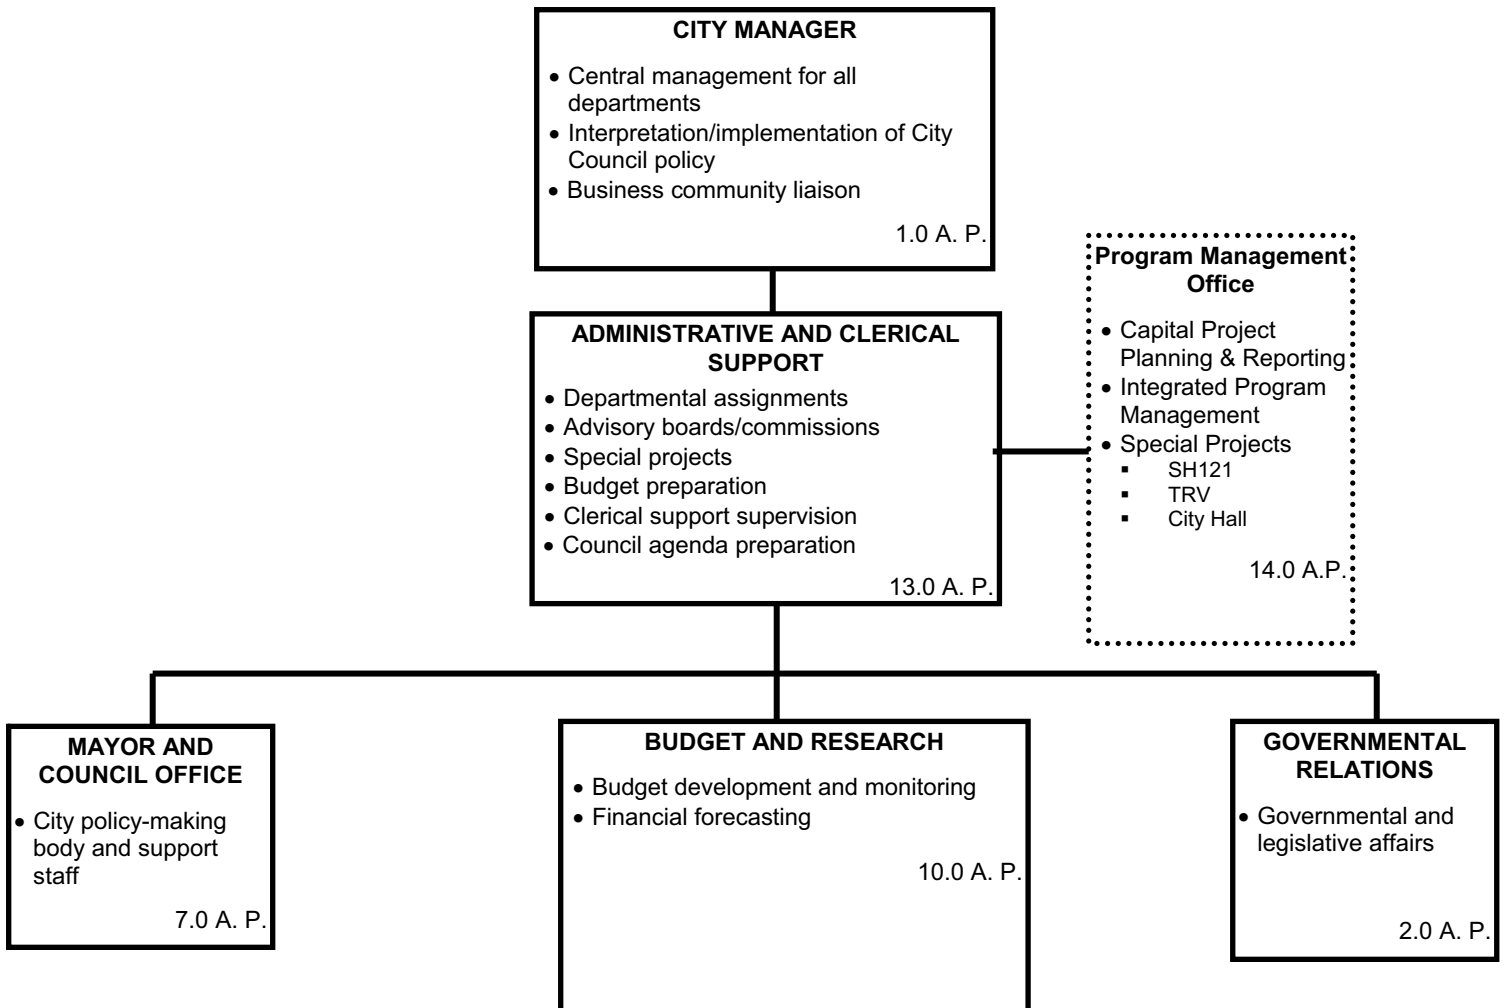 CITY MANAGER
• Central management for all
departments
• Interpretation/implementation of City
Council policy
• Business community liaison
1.0 A. P.
ADMINISTRATIVE AND CLERICAL
SUPPORT
• Departmental assignments
• Advisory boards/commissions
• Special projects
• Budget preparation
• Clerical support supervision
• Council agenda preparation
13.0 A. P.
Program Management
Office
• Capital Project
Planning & Reporting
• Integrated Program
Management
• Special Projects
▪ SH121
▪ TRV
▪ City Hall
14.0 A.P.
MAYOR AND
COUNCIL OFFICE
• City policy-making
body and support
staff
7.0 A. P.
BUDGET AND RESEARCH
• Budget development and monitoring
• Financial forecasting
10.0 A. P.
GOVERNMENTAL
RELATIONS
• Governmental and
legislative affairs
2.0 A. P.